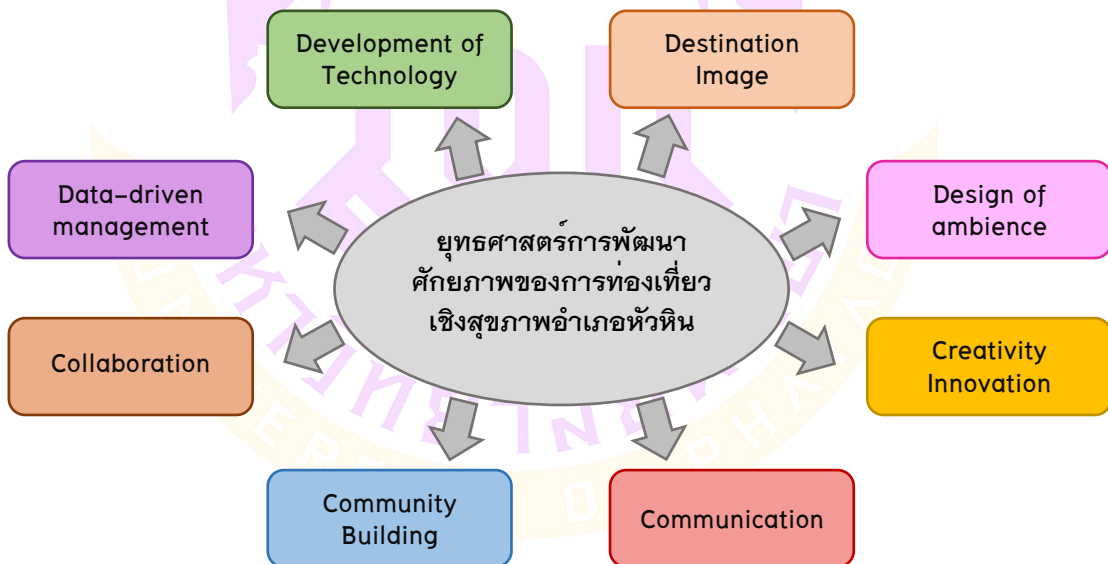 Development of
Technology
Destination
Image
Data-driven
management
ยุทธศาสตร์การพัฒนา
ศักยภาพของการท่องเที่ยว
เชิงสุขภาพอำเภอหัวหิน
Design of
ambience
Collaboration
Creativity
Innovation
Community
Building
Communication